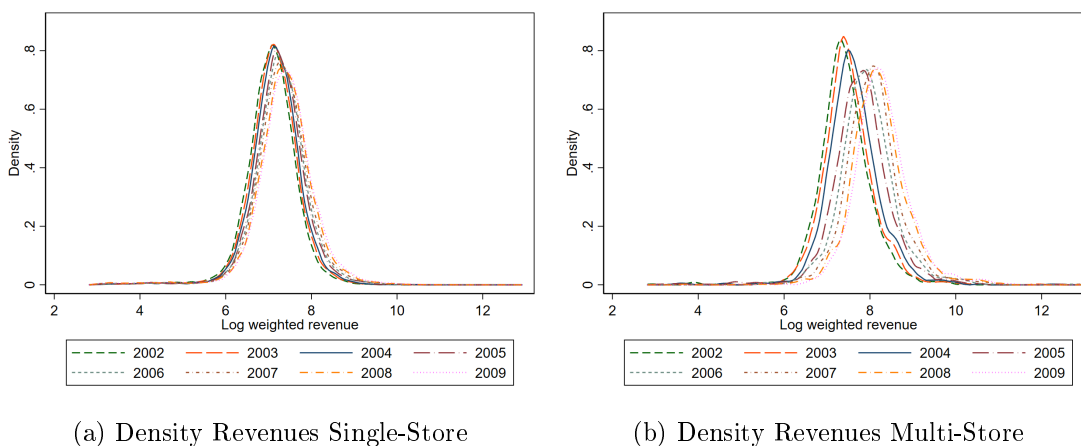 Density
.8
.6
.4
.2
0
2 4 6 8 10 12
Log weighted revenue
2002 2003 2004 2005
2006 2007 2008 2009
(a) Density Revenues Single-Store
Density
.8
.6
.4
.2
0
2 4 6 8 10 12
Log weighted revenue
2002 2003 2004 2005
2006 2007 2008 2009
(b) Density Revenues Multi-Store